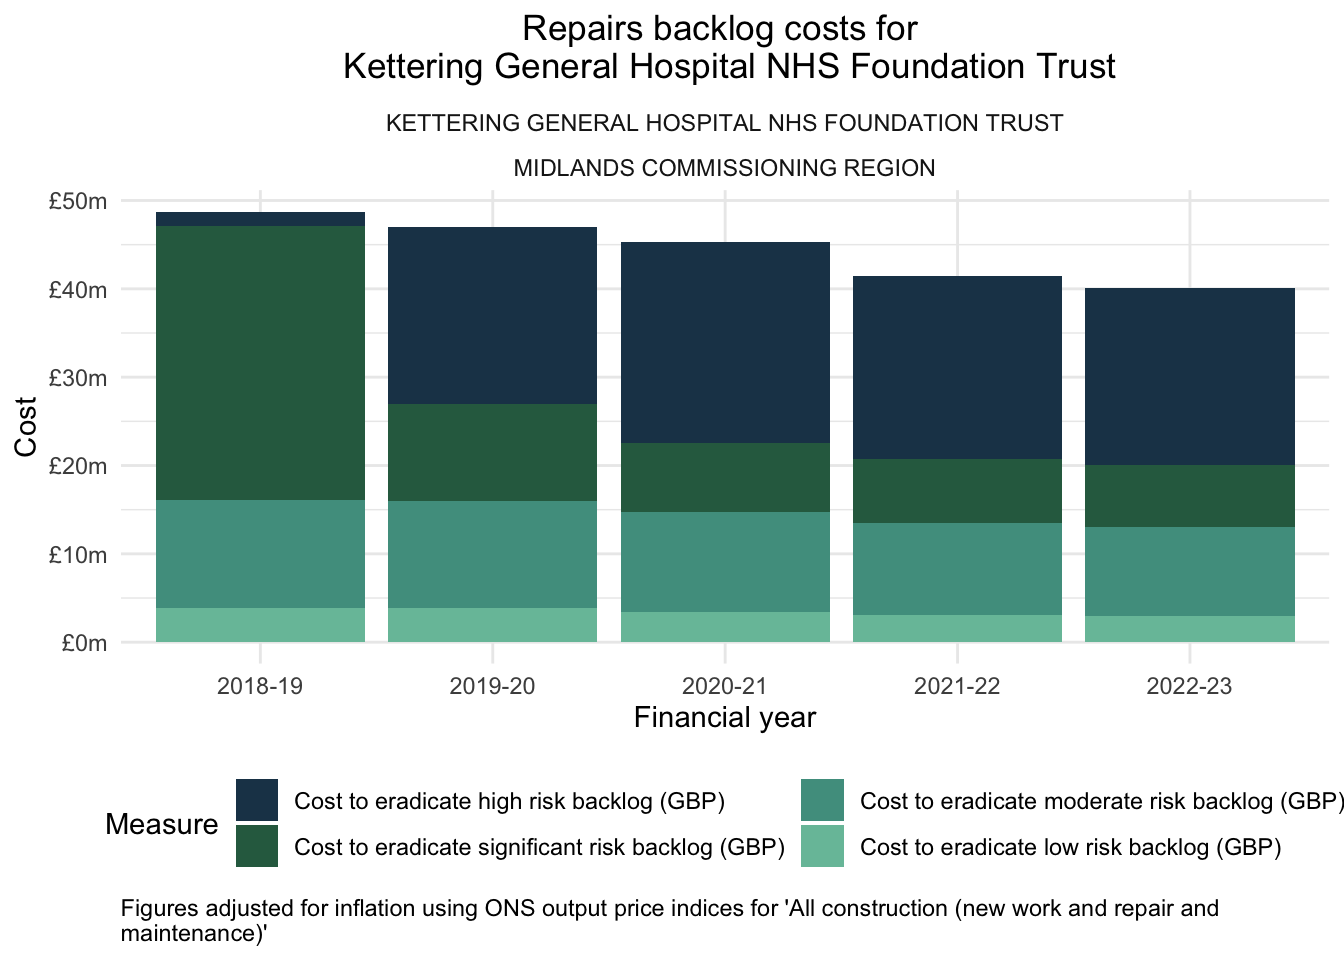 Repairs backlog costs for
Kettering General Hospital NHS Foundation Trust
KETTERING GENERAL HOSPITAL NHS FOUNDATION TRUST
MIDLANDS COMMISSIONING REGION
£50m
£40m
£30m
£20m
£10m
£0m
Cost
2018-19 2019-20 2020-21 2021-22 2022-23
Financial year
Measure
Cost to eradicate high risk backlog (GBP)
Cost to eradicate significant risk backlog (GBP)
Cost to eradicate moderate risk backlog (GBP)
Cost to eradicate low risk backlog (GBP)
Figures adjusted for inflation using ONS output price indices for 'All construction (new work and repair and
maintenance)'